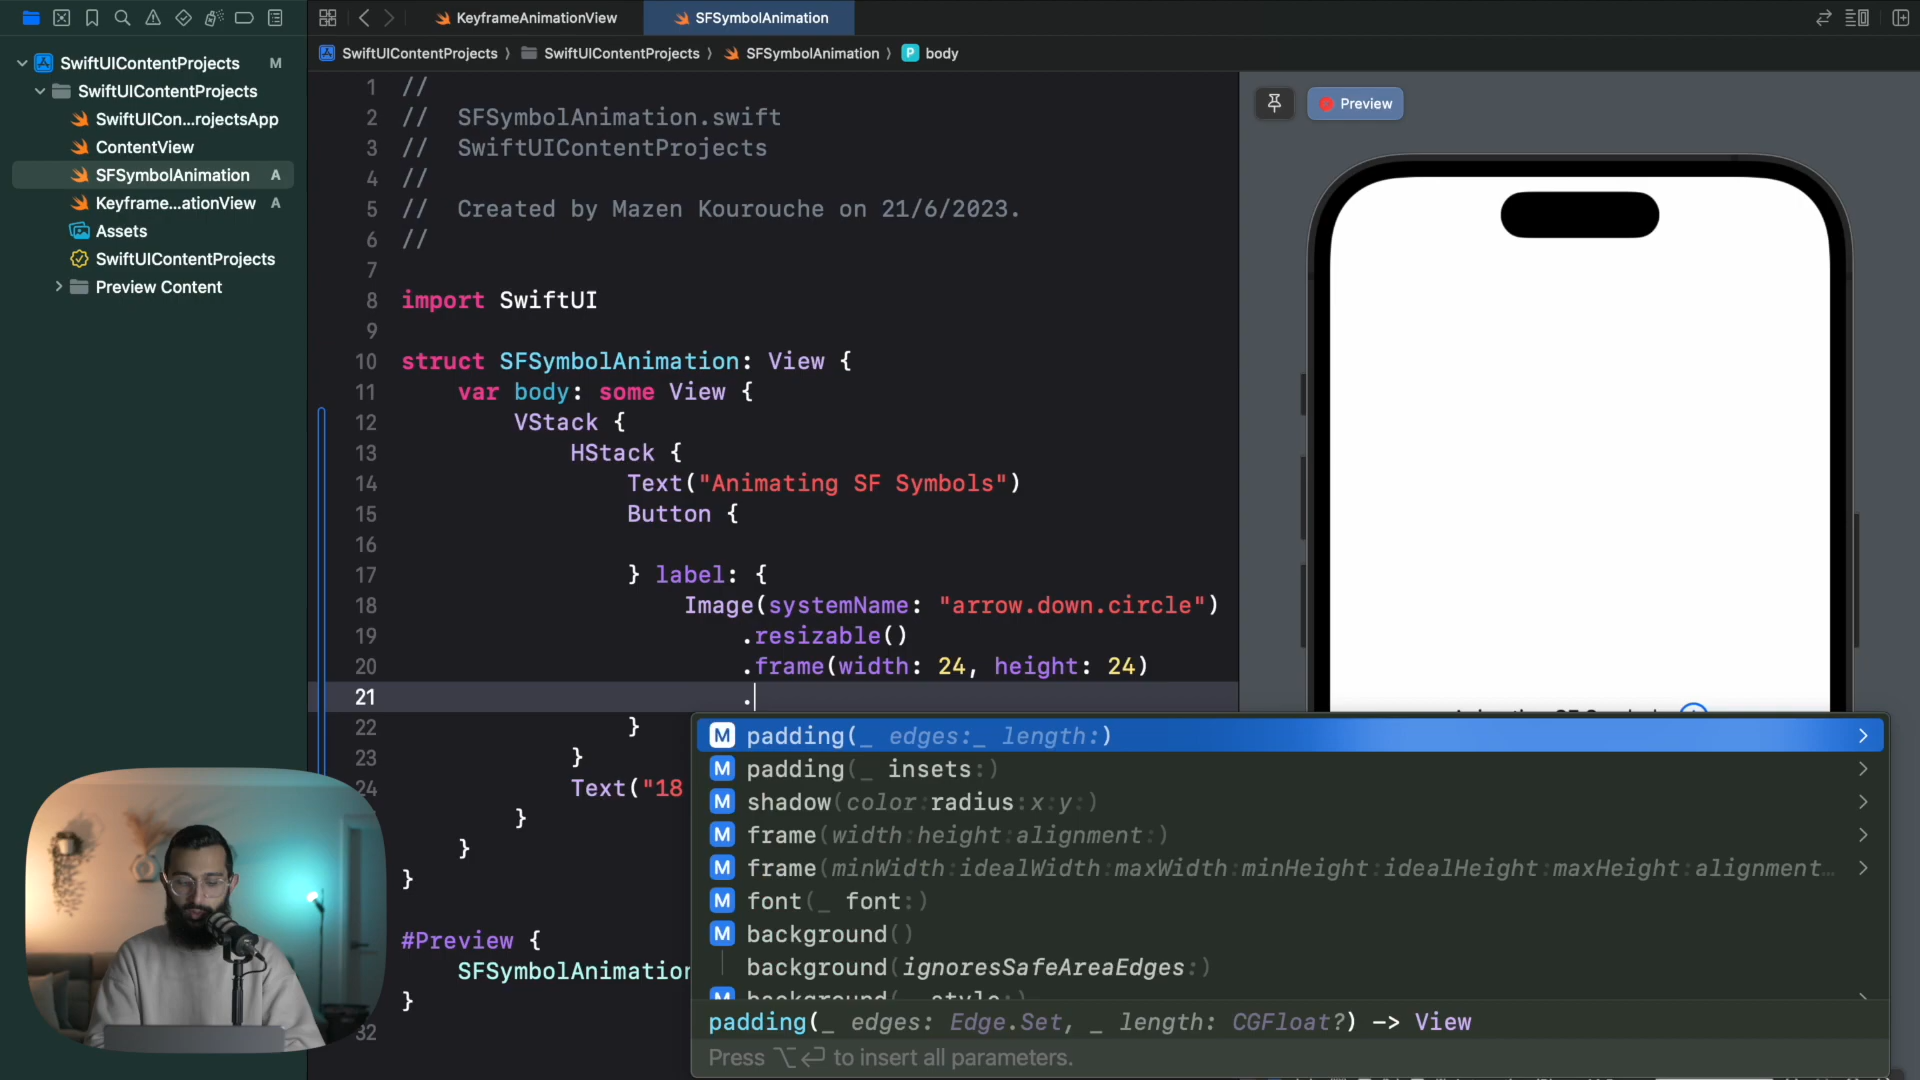 KeyframeAnimationView
SFSymbolAnimation
SwiftUIContentProjects
SwiftUIContentProjects
SFSymbolAnimation
P
body
SwiftUIContentProjects
M
SwiftUIContentProjects
SwiftUICon...rojectsApp
ContentView
SFSymbolAnimation
A
Keyframe...ationView
A
Assets
SwiftUIContentProjects
Preview Content
Preview
1 //
2 // SFSymbolAnimation.swift
3 // SwiftUIContentProjects
4 //
5 // Created by Mazen Kourouche on 21/6/2023.
6 //
7
8 import SwiftUI
9
10 struct SFSymbolAnimation: View {
11 var body: some View {
12 VStack {
13 HStack {
14 Text("Animating SF Symbols")
15 Button {
16
17 } label: {
18 Image(systemName: "arrow.down.circle")
19 .resizable()
20 .frame(width: 24, height: 24)
21 .
22 }
23 }
24 Text("18
}
}
}
#Preview {
SFSymbolAnimation
}
32
M padding(_ edges:_ length:)
M padding(_ insets:)
M shadow(color:radius:x:y:)
M frame(width:height:alignment:)
M frame(minWidth:idealWidth:maxWidth:minHeight:idealHeight:maxHeight:alignment...
M font(_ font:)
M background()
background(ignoresSafeAreaEdges:)
M background(_ style:)
padding(_ edges: Edge.Set, _ length: CGFloat?) -> View
Press ⌥↩ to insert all parameters.